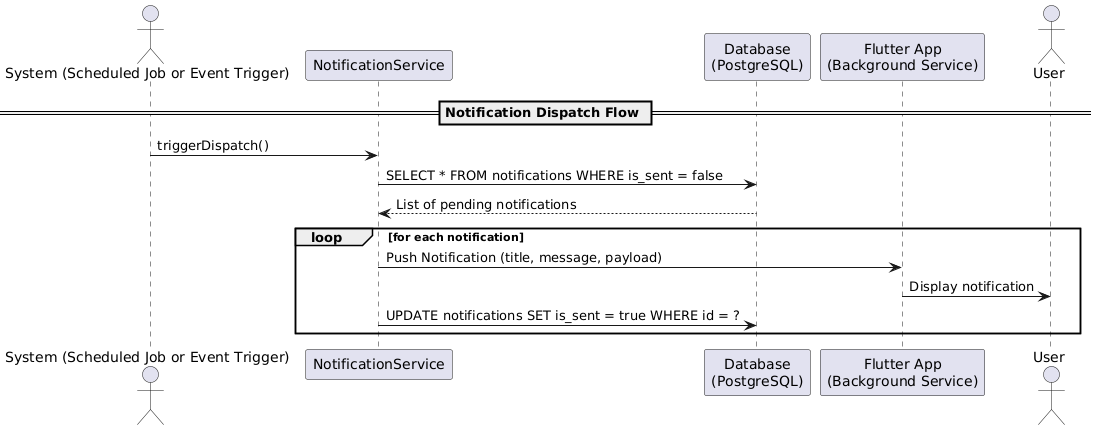 System (Scheduled Job or Event Trigger)
NotificationService
Database
(PostgreSQL)
Flutter App
(Background Service)
User
Notification Dispatch Flow
triggerDispatch()
SELECT * FROM notifications WHERE is_sent = false
List of pending notifications
loop
[for each notification]
Push Notification (title, message, payload)
Display notification
UPDATE notifications SET is_sent = true WHERE id = ?
System (Scheduled Job or Event Trigger)
NotificationService
Database
(PostgreSQL)
Flutter App
(Background Service)
User